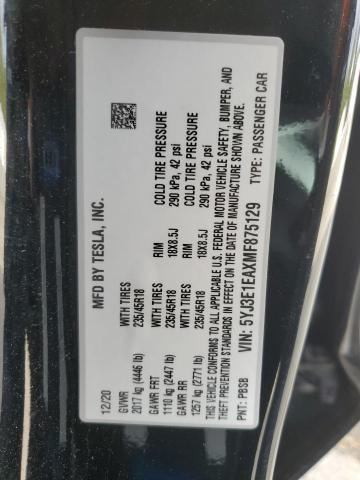 MFD BY TESLA, INC.
12/20
GVWR
2017 kg (4446 lb)
WITH TIRES
235/45R18
RIM
18X8.5J
COLD TIRE PRESSURE
290 kPa, 42 psi
GAWR FRT
1110 kg (2447 lb)
GAWR RR
1257 kg (2771 lb)
WITH TIRES
235/45R18
RIM
18X8.5J
COLD TIRE PRESSURE
290 kPa, 42 psi
THIS VEHICLE CONFORMS TO ALL APPLICABLE U.S. FEDERAL MOTOR VEHICLE SAFETY, BUMPER, AND
THEFT PREVENTION STANDARDS IN EFFECT ON THE DATE OF MANUFACTURE SHOWN ABOVE.
PNT: PBSB
VIN: 5YJ3E1EAXMF875129
TYPE: PASSENGER CAR